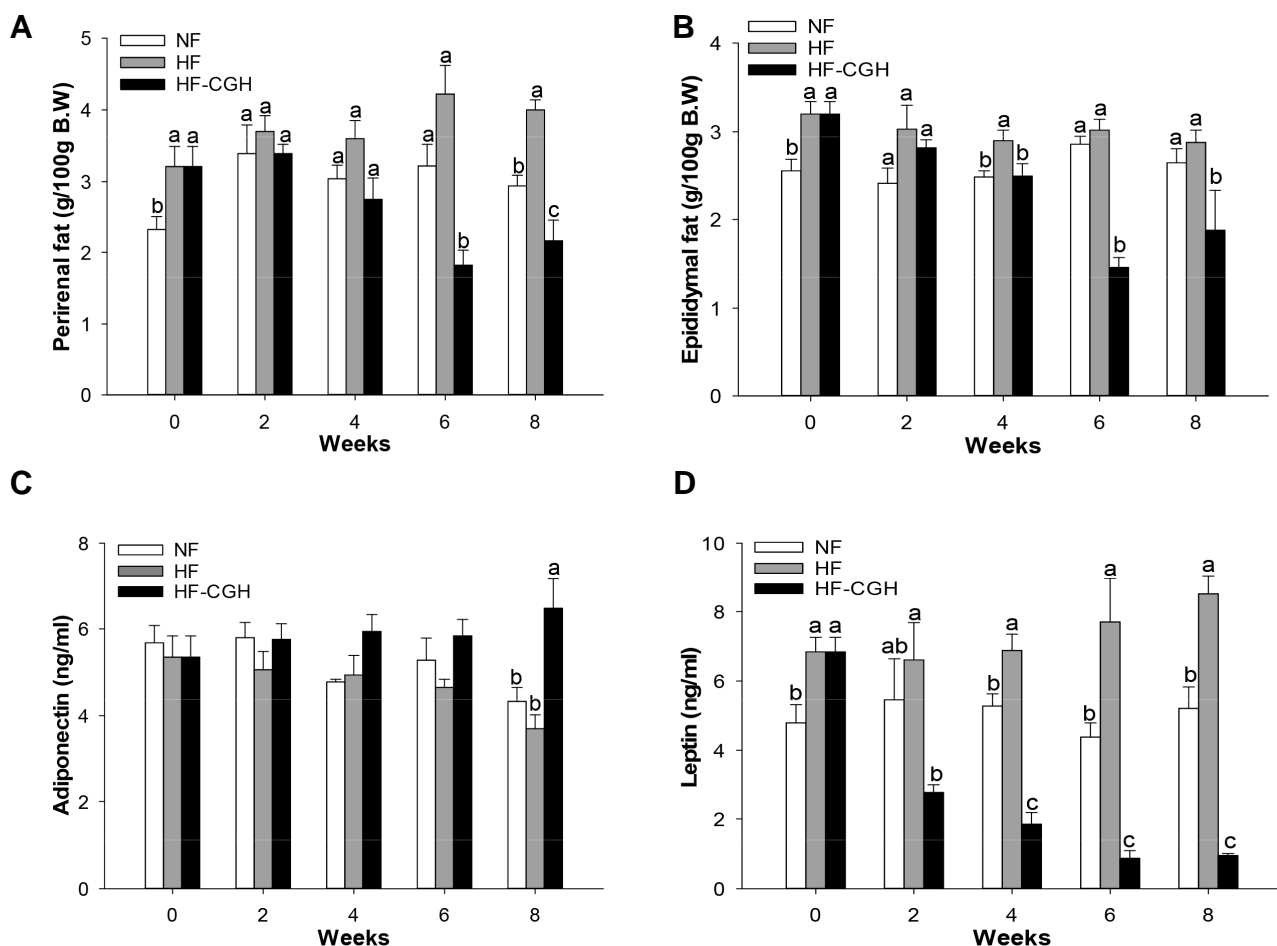 A
NF
HF
HF-CGH
Perirenal fat (g/100g B.W)
5
4
3
2
1
0
b a a
a a a
a a a
a a b
b a c
0 2 4 6 8
Weeks
B
NF
HF
HF-CGH
Epididymal fat (g/100g B.W)
4
3
2
1
0
b a a
a a a
b a b
a a b
a a b
0 2 4 6 8
Weeks
C
NF
HF
HF-CGH
Adiponectin (ng/ml)
8
6
4
2
0
b b a
0 2 4 6 8
Weeks
D
NF
HF
HF-CGH
Leptin (ng/ml)
10
8
6
4
2
0
b a a
ab a b
b a c
b a c
b a c
0 2 4 6 8
Weeks